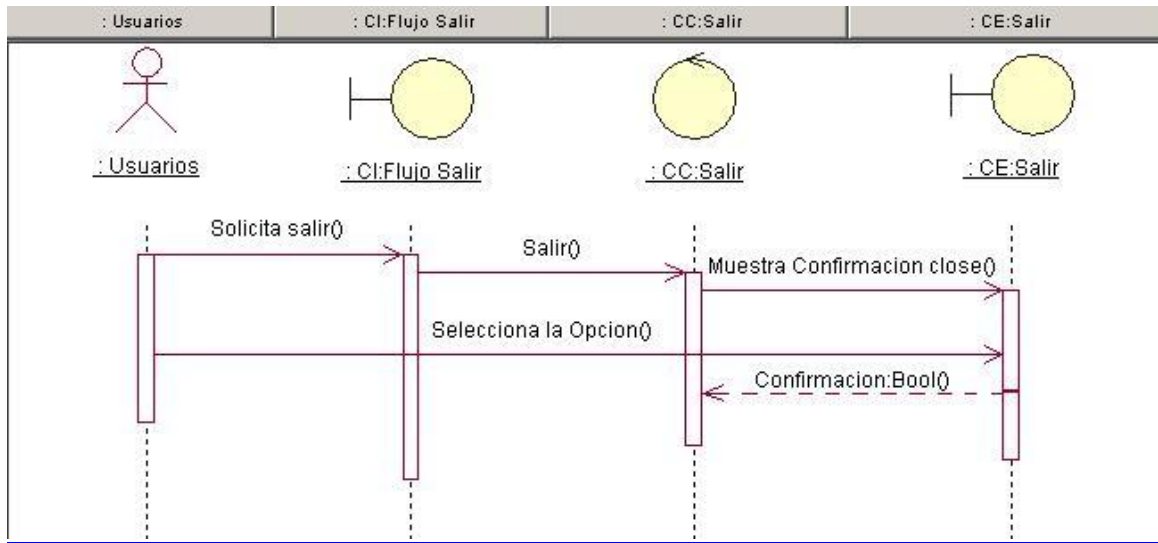 : Usuarios
: CI:Flujo Salir
: CC:Salir
: CE:Salir
: Usuarios
: CI:Flujo Salir
: CC:Salir
: CE:Salir
Solicita salir()
Salir()
Muestra Confirmacion close()
Selecciona la Opcion()
Confirmacion:Bool()